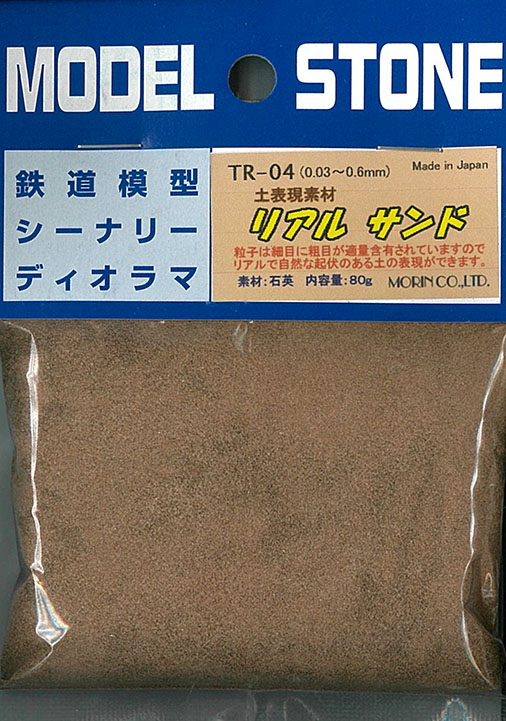 MODEL STONE
鉄道模型
シーナリー
ディオラマ
TR-04 (0.03～0.6mm) Made in Japan
土表現素材
リアル サンド
粒子は細目に粗目が適量含有されていますので
リアルで自然な起伏のある土の表現ができます。
素材:石英 内容量:80g MORIN CO.,LTD.